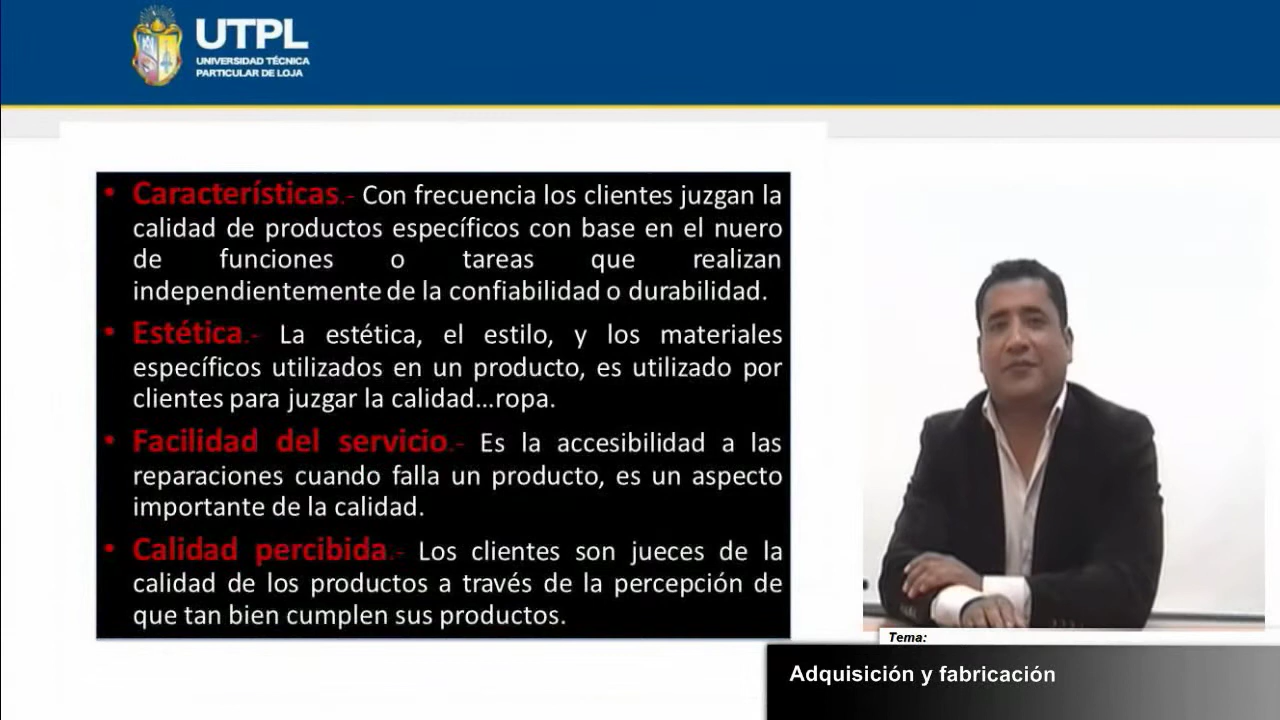 UTPL
UNIVERSIDAD TÉCNICA
PARTICULAR DE LOJA
• Características.- Con frecuencia los clientes juzgan la
calidad de productos específicos con base en el nuero
de funciones o tareas que realizan
independientemente de la confiabilidad o durabilidad.
• Estética.- La estética, el estilo, y los materiales
específicos utilizados en un producto, es utilizado por
clientes para juzgar la calidad...ropa.
• Facilidad del servicio.- Es la accesibilidad a las
reparaciones cuando falla un producto, es un aspecto
importante de la calidad.
• Calidad percibida.- Los clientes son jueces de la
calidad de los productos a través de la percepción de
que tan bien cumplen sus productos.
Tema:
Adquisición y fabricación